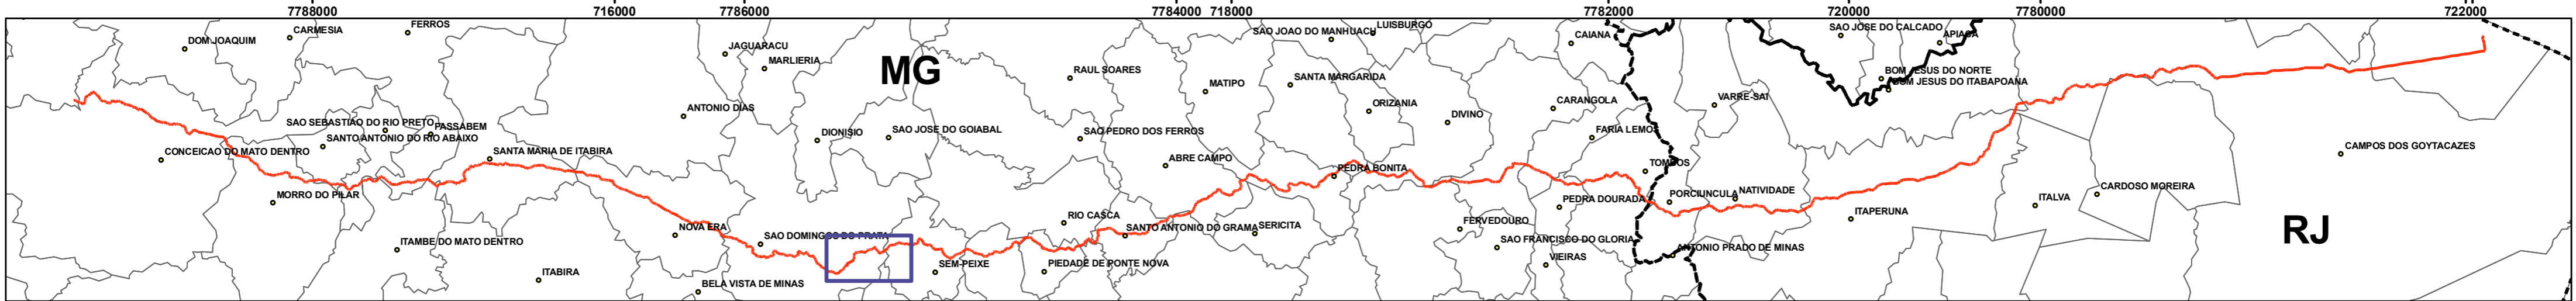 7788000
716000
7786000
7784000
718000
7782000
720000
7780000
722000
FERROS
CARMESIA
DOM JOAQUIM
JAGUARACU
MARLIERIA
MG
RAUL SOARES
MATIPO
SAO JOAO DO MANHUACU
LUISBURGO
CAIANA
SAO JOSE DO CALCADO
APIACA
SANTA MARGARIDA
BOM JESUS DO NORTE
BOM JESUS DO ITABAPOANA
ANTONIO DIAS
ORIZANIA
DIVINO
CARANGOLA
VARRE-SAI
SAO SEBASTIAO DO RIO PRETO
PASSABEM
SANTO ANTONIO DO RIO ABAIXO
DIONISIO
SAO JOSE DO GOIABAL
SAO PEDRO DOS FERROS
FARIA LEMOS
CONCEICAO DO MATO DENTRO
SANTA MARIA DE ITABIRA
ABRE CAMPO
PEDRA BONITA
TOMBOS
CAMPOS DOS GOYTACAZES
MORRO DO PILAR
PEDRA DOURADA
PORCIUNCULA
NATIVIDADE
ITAPERUNA
ITALVA
CARDOSO MOREIRA
NOVA ERA
SAO DOMINGOS DO PRATA
RIO CASCA
SANTO ANTONIO DO GRAMA
SERICITA
FERVEDOURO
RJ
ITAMBE DO MATO DENTRO
SAO FRANCISCO DO GLORIA
ANTONIO PRADO DE MINAS
ITABIRA
BELA VISTA DE MINAS
SEM-PEIXE
PIEDADE DE PONTE NOVA
VIEIRAS